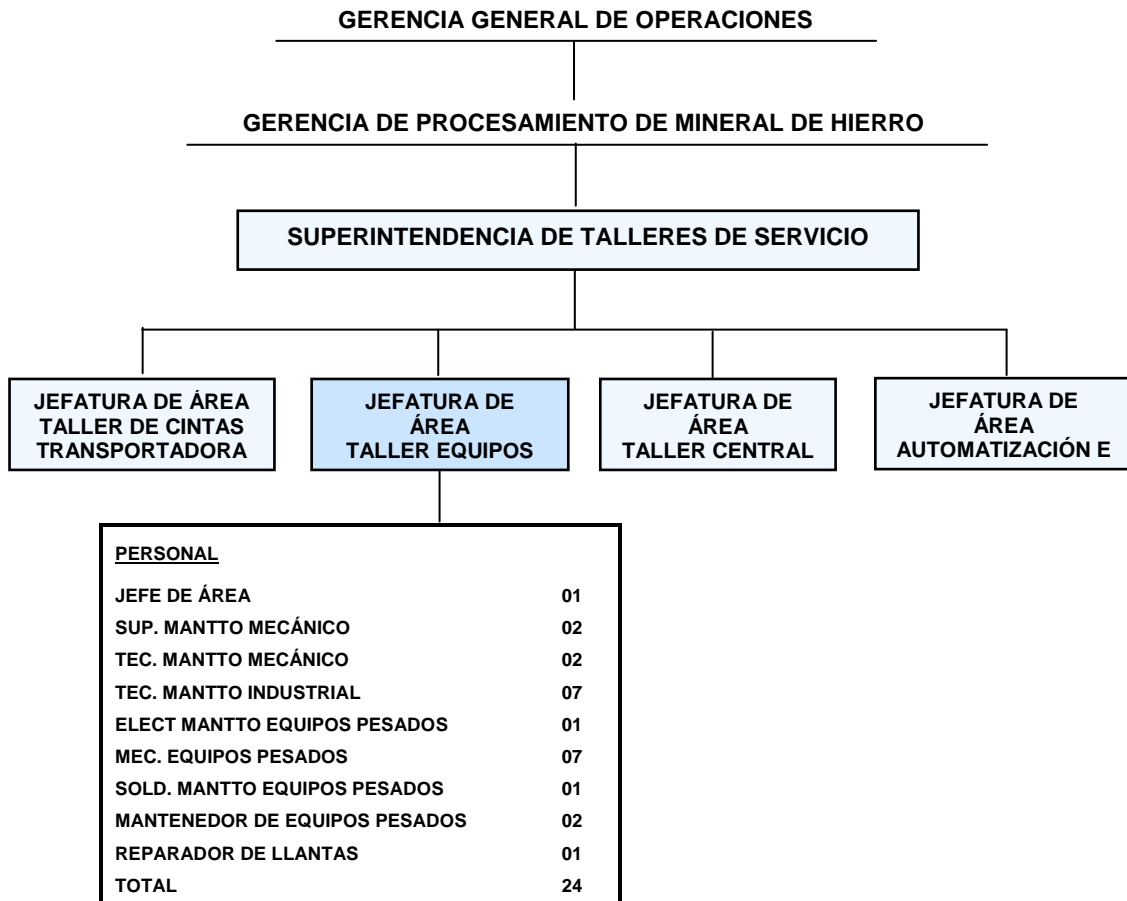 GERENCIA GENERAL DE OPERACIONES
GERENCIA DE PROCESAMIENTO DE MINERAL DE HIERRO
SUPERINTENDENCIA DE TALLERES DE SERVICIO
JEFATURA DE ÁREA
TALLER DE CINTAS
TRANSPORTADORA
JEFATURA DE
ÁREA
TALLER EQUIPOS
JEFATURA DE
ÁREA
TALLER CENTRAL
JEFATURA DE
ÁREA
AUTOMATIZACIÓN E
PERSONAL
JEFE DE ÁREA 01
SUP. MANTTO MECÁNICO 02
TEC. MANTTO MECÁNICO 02
TEC. MANTTO INDUSTRIAL 07
ELECT MANTTO EQUIPOS PESADOS 01
MEC. EQUIPOS PESADOS 07
SOLD. MANTTO EQUIPOS PESADOS 01
MANTENEDOR DE EQUIPOS PESADOS 02
REPARADOR DE LLANTAS 01
TOTAL 24